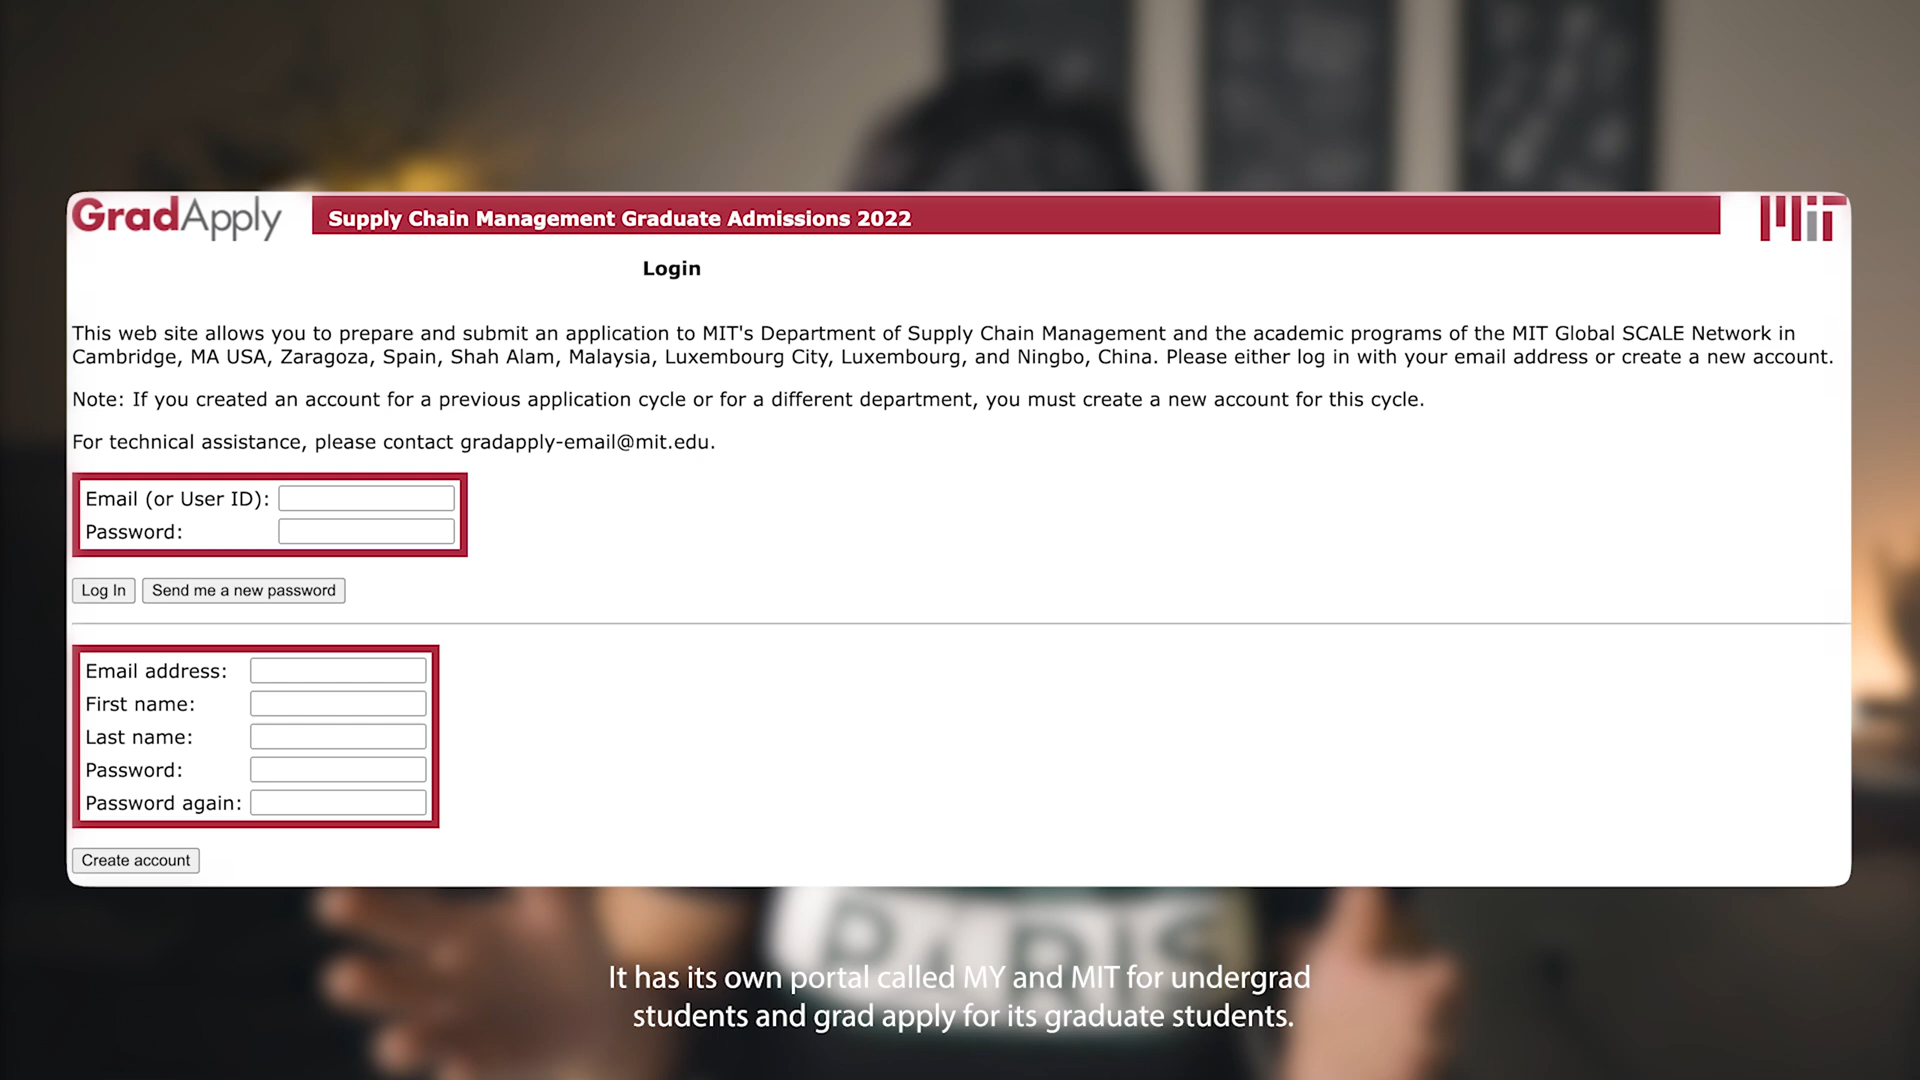 GradApply
Supply Chain Management Graduate Admissions 2022
MIT
Login
This web site allows you to prepare and submit an application to MIT's Department of Supply Chain Management and the academic programs of the MIT Global SCALE Network in
Cambridge, MA USA, Zaragoza, Spain, Shah Alam, Malaysia, Luxembourg City, Luxembourg, and Ningbo, China. Please either log in with your email address or create a new account.
Note: If you created an account for a previous application cycle or for a different department, you must create a new account for this cycle.
For technical assistance, please contact gradapply-email@mit.edu.
Email (or User ID):
Password:
Log In Send me a new password
Email address:
First name:
Last name:
Password:
Password again:
Create account
PARIS
It has its own portal called MY and MIT for undergrad
students and grad apply for its graduate students.